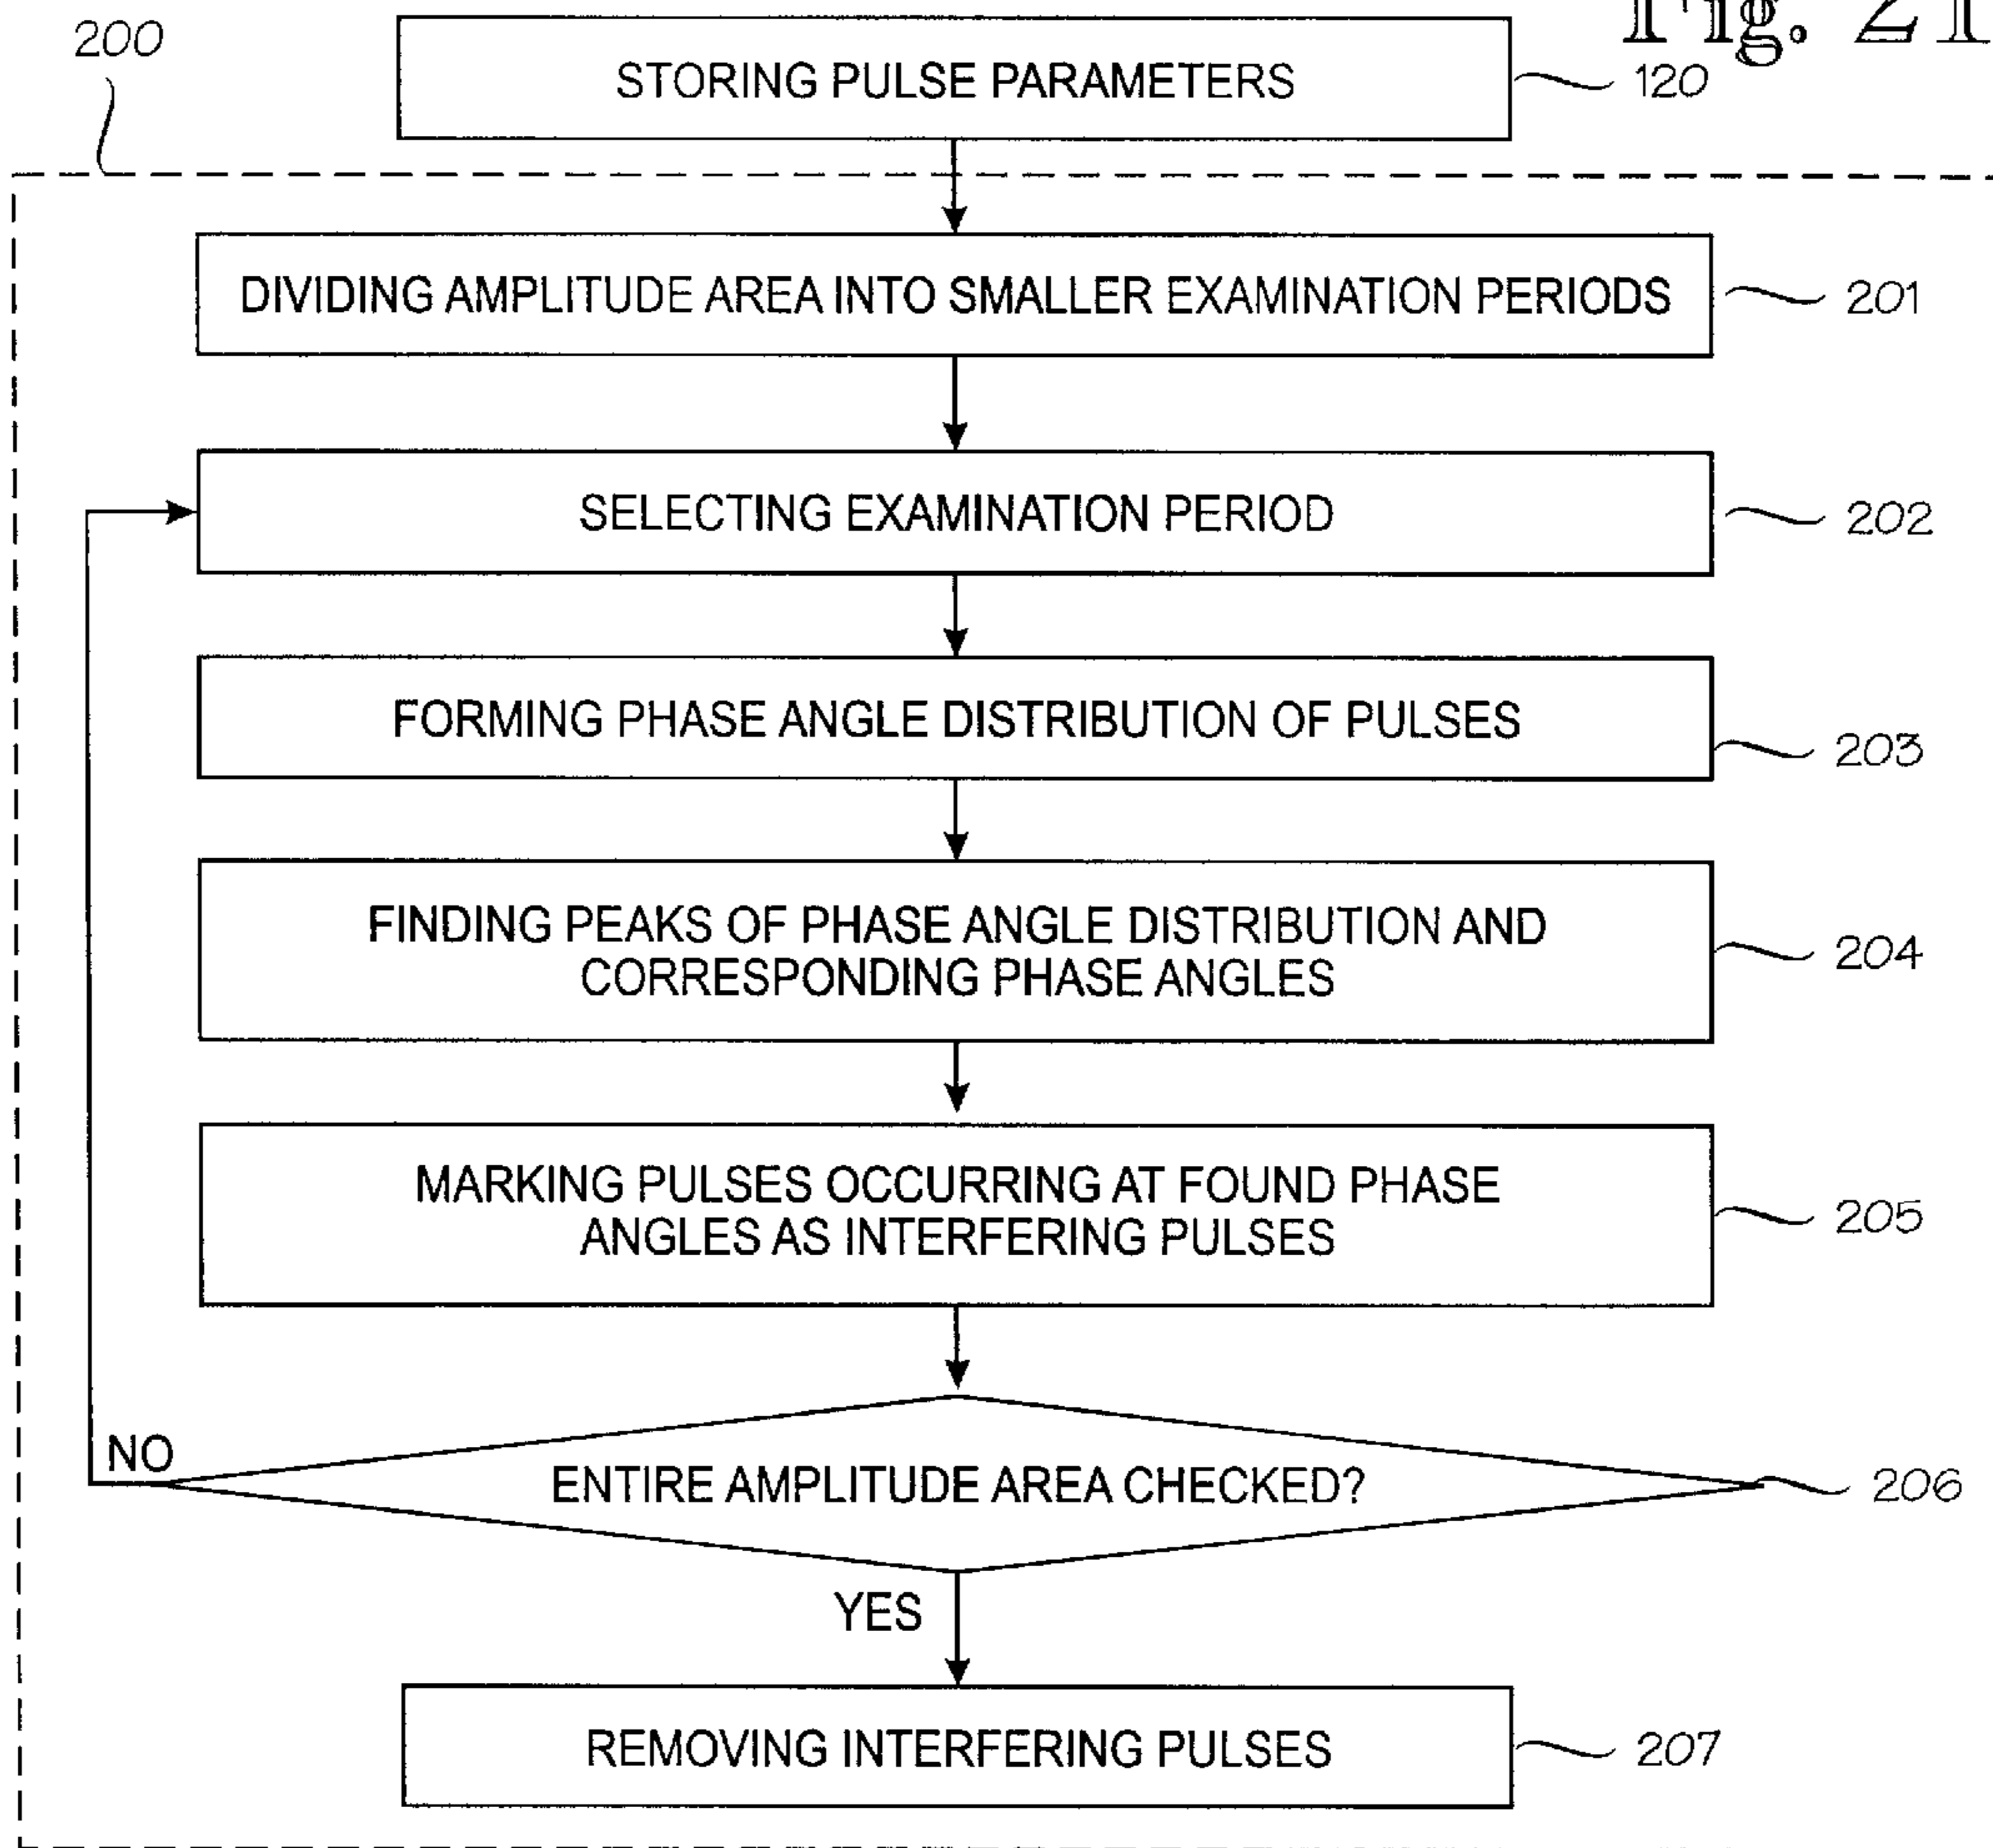 Fig. 21
200
STORING PULSE PARAMETERS
120
DIVIDING AMPLITUDE AREA INTO SMALLER EXAMINATION PERIODS
201
SELECTING EXAMINATION PERIOD
202
FORMING PHASE ANGLE DISTRIBUTION OF PULSES
203
FINDING PEAKS OF PHASE ANGLE DISTRIBUTION AND
CORRESPONDING PHASE ANGLES
204
MARKING PULSES OCCURRING AT FOUND PHASE
ANGLES AS INTERFERING PULSES
205
NO
ENTIRE AMPLITUDE AREA CHECKED?
206
YES
REMOVING INTERFERING PULSES
207